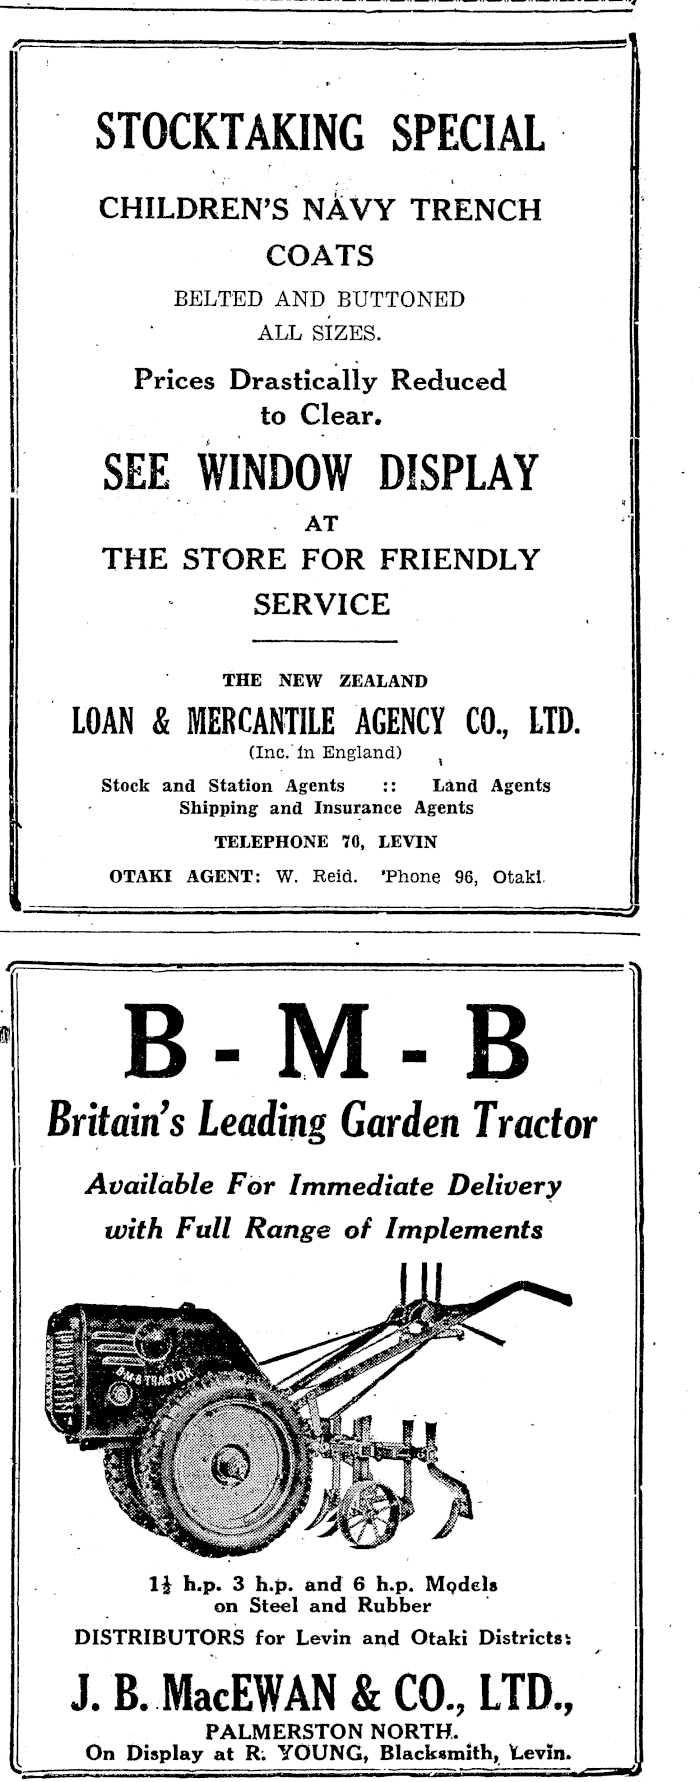 STOCKTAKING SPECIAL
CHILDREN'S NAVY TRENCH
COATS
BELTED AND BUTTONED
ALL SIZES.
Prices Drastically Reduced
to Clear.
SEE WINDOW DISPLAY
AT
THE STORE FOR FRIENDLY
SERVICE
THE NEW ZEALAND
LOAN & MERCANTILE AGENCY CO., LTD.
(Inc. in England)
Stock and Station Agents :: Land Agents
Shipping and Insurance Agents
TELEPHONE 70, LEVIN
OTAKI AGENT: W. Reid. 'Phone 96, Otaki
B - M - B
Britain's Leading Garden Tractor
Available For Immediate Delivery
with Full Range of Implements
B·M·B TRACTOR
1½ h.p. 3 h.p. and 6 h.p. Models
on Steel and Rubber
DISTRIBUTORS for Levin and Otaki Districts:
J. B. MacEWAN & CO., LTD.,
PALMERSTON NORTH.
On Display at R. YOUNG, Blacksmith, Levin.